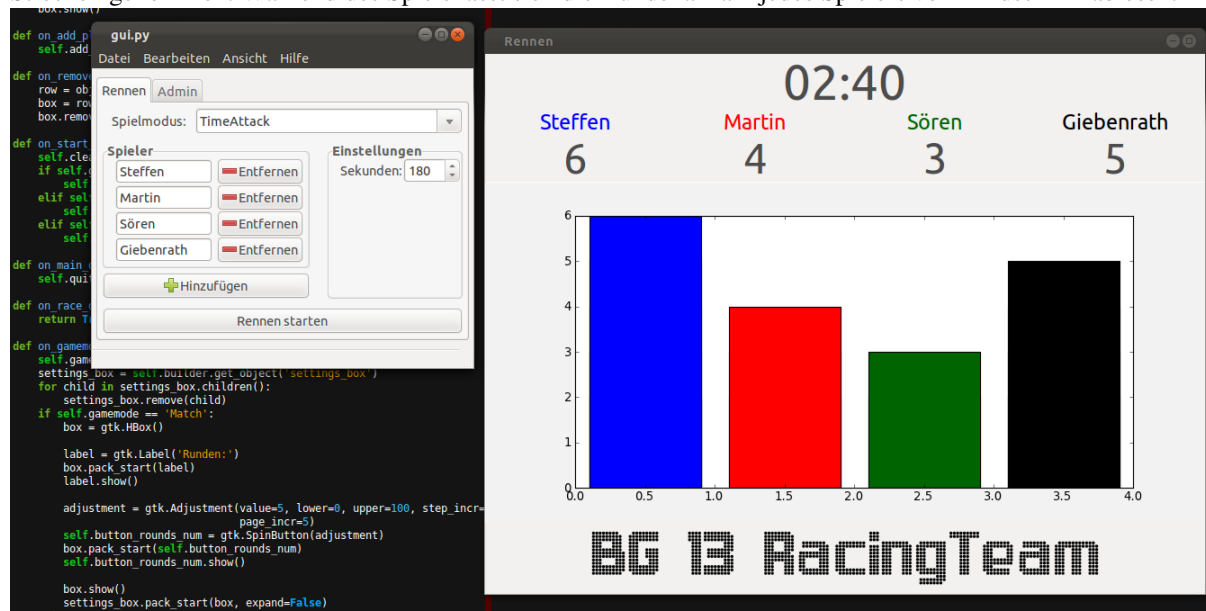 box.show()
def on_add_pl
self.add_
def on_remove
row = obj
box = row
box.remov
def on_start_
self.clea
if self.g
self
elif sel
self
elif sel
self
def on_main_q
self.quit
def on_race_d
return Tr
def on_gamemo
self.game
settings_box = self.builder.get_object('settings_box')
for child in settings_box.children():
settings_box.remove(child)
if self.gamemode == 'Match':
box = gtk.HBox()
label = gtk.Label('Runden:')
box.pack_start(label)
label.show()
adjustment = gtk.Adjustment(value=5, lower=0, upper=100, step_incr=
page_incr=5)
self.button_rounds_num = gtk.SpinButton(adjustment)
box.pack_start(self.button_rounds_num)
self.button_rounds_num.show()
box.show()
settings_box.pack_start(box, expand=False)
gui.py
Datei Bearbeiten Ansicht Hilfe
Rennen Admin
Spielmodus: TimeAttack
Spieler
Steffen Entfernen
Martin Entfernen
Sören Entfernen
Giebenrath Entfernen
Hinzufügen
Einstellungen
Sekunden: 180
Rennen starten
Rennen
02:40
Steffen Martin Sören Giebenrath
6 4 3 5
6
5
4
3
2
1
0
0.0 0.5 1.0 1.5 2.0 2.5 3.0 3.5 4.0
BG 13 RacingTeam